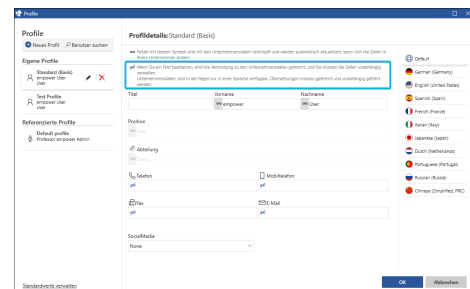 Profile
Profile
Neues Profil Benutzer suchen
Eigene Profile
Standard (Basis)
empower User
User
Test Profile
empower User
User
Referenzierte Profile
Default profile
Professor empower Admin
Standardwerte verwalten
Profildetails: Standard (Basis)
Felder mit diesem Symbol sind mit den Unternehmensdaten verknüpft und werden automatisch aktualisiert, wenn sich die Daten in
Ihrem Unternehmen ändern.
Wenn Sie ein Feld bearbeiten, wird die Verbindung zu den Unternehmensdaten getrennt, und Sie müssen die Daten unabhängig
verwalten.
Unternehmensdaten sind in der Regel nur in einer Sprache verfügbar. Übersetzungen müssen getrennt und unabhängig gepflegt
werden.
Titel Vorname Nachname
empower User
Position
Abteilung
Telefon Mobiltelefon
Fax E-Mail
SocialMedia
None
Default
German (Germany)
English (United States)
Spanish (Spain)
French (France)
Italian (Italy)
Japanese (Japan)
Dutch (Netherlands)
Portuguese (Portugal)
Russian (Russia)
Chinese (Simplified, PRC)
OK Abbrechen